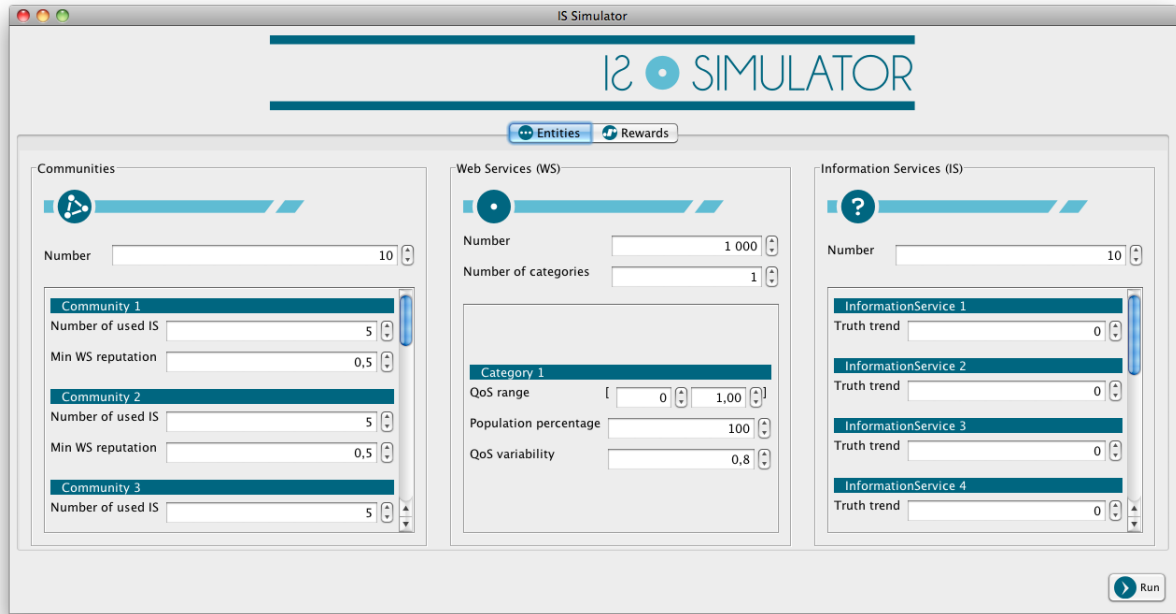 IS Simulator
IS SIMULATOR
Entities Rewards
Communities
Number 10
Community 1
Number of used IS 5
Min WS reputation 0,5
Community 2
Number of used IS 5
Min WS reputation 0,5
Community 3
Number of used IS 5
Web Services (WS)
Number 1 000
Number of categories 1
Category 1
QoS range [ 0 1,00 ]
Population percentage 100
QoS variability 0,8
Information Services (IS)
?
Number 10
InformationService 1
Truth trend 0
InformationService 2
Truth trend 0
InformationService 3
Truth trend 0
InformationService 4
Truth trend 0
Run